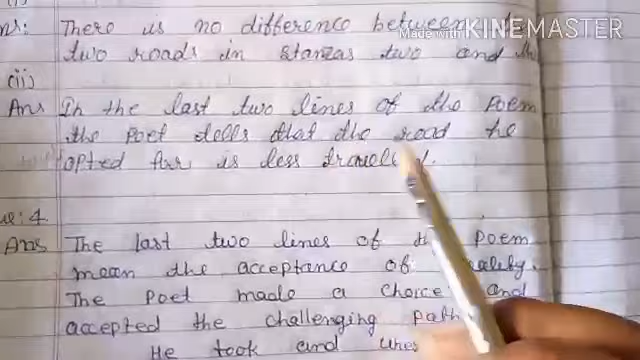 Made with KINEMASTER
Ans: There is no difference between
two roads in stanzas two and
(ii)
Ans In the last two lines of the Poem
the Poet tells that the road he
opted for is less
Que: 4.
Ans The last two lines of Poem
mean the acceptance of
The Poet made a choice and
accepted the challenging path
He took and